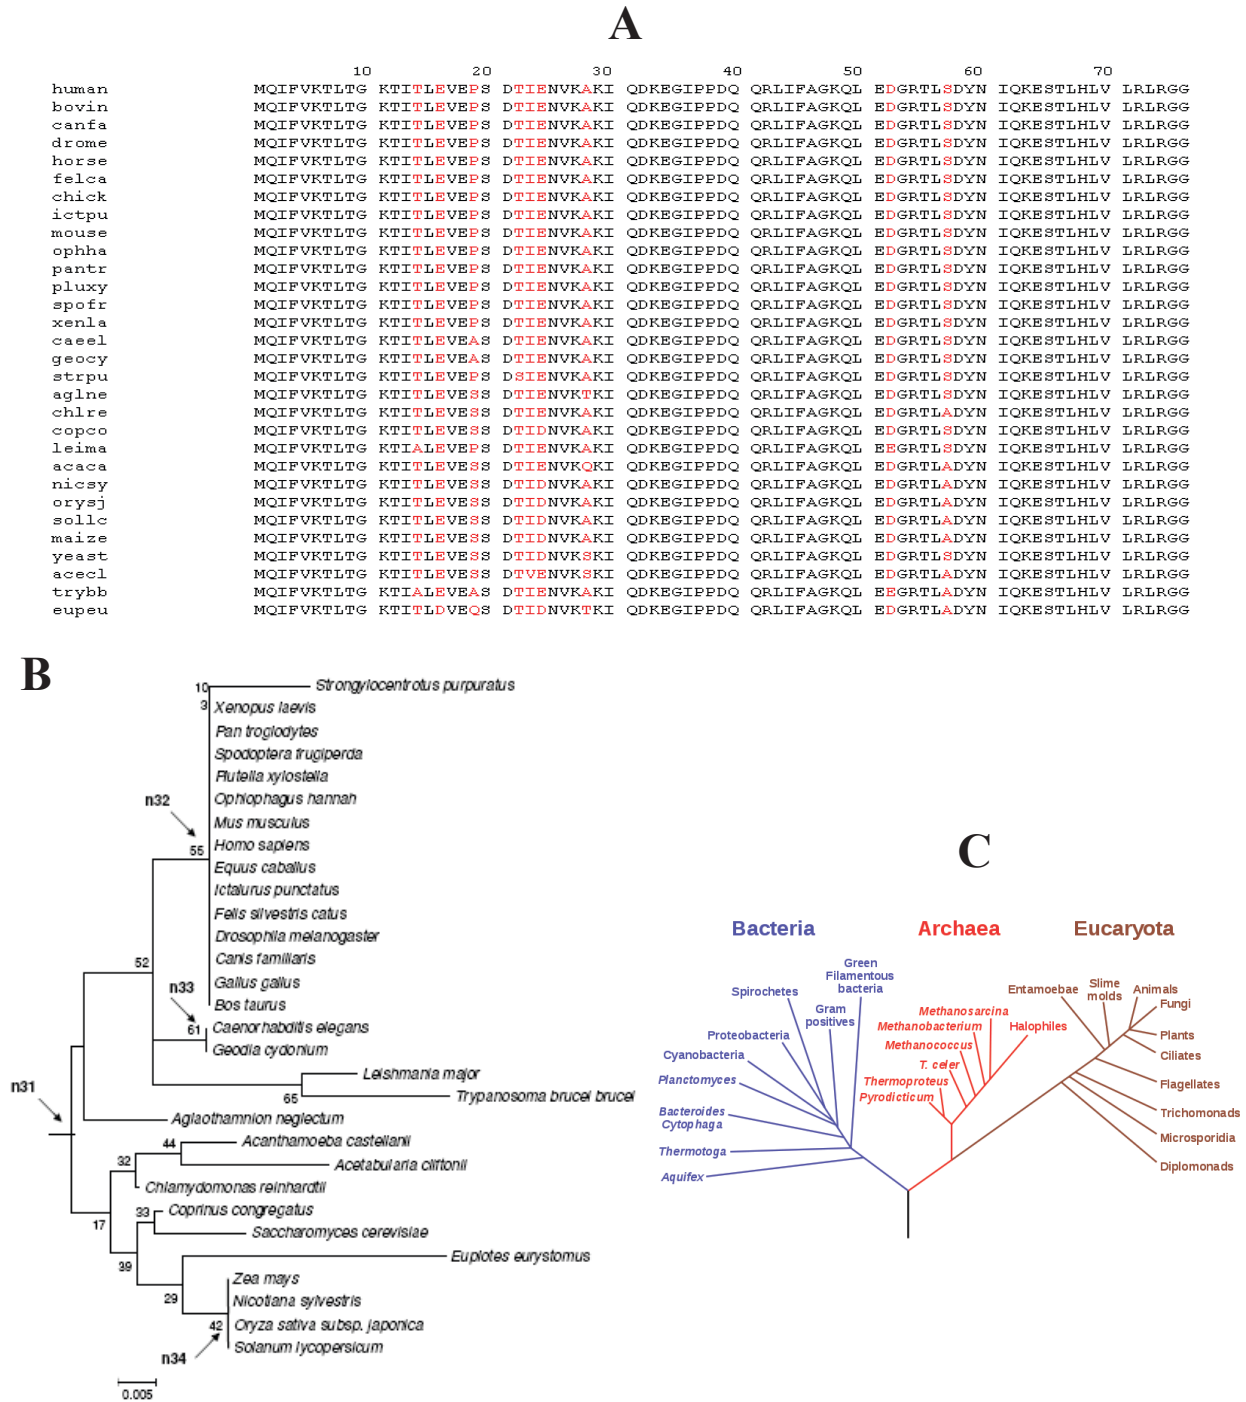 A
10 20 30 40 50 60 70
human MQIFVKTLTG KTITLEVEPS DTIENVKAKI QDKEGIPPDQ QRLIFAGKQL EDGRTLSDYN IQKESTLHLV LRLRGG
bovin MQIFVKTLTG KTITLEVEPS DTIENVKAKI QDKEGIPPDQ QRLIFAGKQL EDGRTLSDYN IQKESTLHLV LRLRGG
canfa MQIFVKTLTG KTITLEVEPS DTIENVKAKI QDKEGIPPDQ QRLIFAGKQL EDGRTLSDYN IQKESTLHLV LRLRGG
drome MQIFVKTLTG KTITLEVEPS DTIENVKAKI QDKEGIPPDQ QRLIFAGKQL EDGRTLSDYN IQKESTLHLV LRLRGG
horse MQIFVKTLTG KTITLEVEPS DTIENVKAKI QDKEGIPPDQ QRLIFAGKQL EDGRTLSDYN IQKESTLHLV LRLRGG
felca MQIFVKTLTG KTITLEVEPS DTIENVKAKI QDKEGIPPDQ QRLIFAGKQL EDGRTLSDYN IQKESTLHLV LRLRGG
chick MQIFVKTLTG KTITLEVEPS DTIENVKAKI QDKEGIPPDQ QRLIFAGKQL EDGRTLSDYN IQKESTLHLV LRLRGG
ictpu MQIFVKTLTG KTITLEVEPS DTIENVKAKI QDKEGIPPDQ QRLIFAGKQL EDGRTLSDYN IQKESTLHLV LRLRGG
mouse MQIFVKTLTG KTITLEVEPS DTIENVKAKI QDKEGIPPDQ QRLIFAGKQL EDGRTLSDYN IQKESTLHLV LRLRGG
ophha MQIFVKTLTG KTITLEVEPS DTIENVKAKI QDKEGIPPDQ QRLIFAGKQL EDGRTLSDYN IQKESTLHLV LRLRGG
pantr MQIFVKTLTG KTITLEVEPS DTIENVKAKI QDKEGIPPDQ QRLIFAGKQL EDGRTLSDYN IQKESTLHLV LRLRGG
pluxy MQIFVKTLTG KTITLEVEPS DTIENVKAKI QDKEGIPPDQ QRLIFAGKQL EDGRTLSDYN IQKESTLHLV LRLRGG
spofr MQIFVKTLTG KTITLEVEPS DTIENVKAKI QDKEGIPPDQ QRLIFAGKQL EDGRTLSDYN IQKESTLHLV LRLRGG
xenla MQIFVKTLTG KTITLEVEPS DTIENVKAKI QDKEGIPPDQ QRLIFAGKQL EDGRTLSDYN IQKESTLHLV LRLRGG
caeel MQIFVKTLTG KTITLEVEAS DTIENVKAKI QDKEGIPPDQ QRLIFAGKQL EDGRTLSDYN IQKESTLHLV LRLRGG
geocy MQIFVKTLTG KTITLEVEAS DTIENVKAKI QDKEGIPPDQ QRLIFAGKQL EDGRTLSDYN IQKESTLHLV LRLRGG
strpu MQIFVKTLTG KTITLEVEPS DSIENVKAKI QDKEGIPPDQ QRLIFAGKQL EDGRTLSDYN IQKESTLHLV LRLRGG
aglne MQIFVKTLTG KTITLEVESS DTIENVKTKI QDKEGIPPDQ QRLIFAGKQL EDGRTLSDYN IQKESTLHLV LRLRGG
chlre MQIFVKTLTG KTITLEVESS DTIENVKAKI QDKEGIPPDQ QRLIFAGKQL EDGRTLADYN IQKESTLHLV LRLRGG
copco MQIFVKTLTG KTITLEVESS DTIENVKAKI QDKEGIPPDQ QRLIFAGKQL EDGRTLSDYN IQKESTLHLV LRLRGG
leima MQIFVKTLTG KTIALEVEPS DTIENVKAKI QDKEGIPPDQ QRLIFAGKQL EEGRTLSDYN IQKESTLHLV LRLRGG
acaca MQIFVKTLTG KTITLEVESS DTIENVKQKI QDKEGIPPDQ QRLIFAGKQL EDGRTLADYN IQKESTLHLV LRLRGG
nicsy MQIFVKTLTG KTITLEVESS DTIDNVKAKI QDKEGIPPDQ QRLIFAGKQL EDGRTLADYN IQKESTLHLV LRLRGG
orysj MQIFVKTLTG KTITLEVESS DTIDNVKAKI QDKEGIPPDQ QRLIFAGKQL EDGRTLADYN IQKESTLHLV LRLRGG
sollc MQIFVKTLTG KTITLEVESS DTIDNVKAKI QDKEGIPPDQ QRLIFAGKQL EDGRTLADYN IQKESTLHLV LRLRGG
maize MQIFVKTLTG KTITLEVESS DTIDNVKAKI QDKEGIPPDQ QRLIFAGKQL EDGRTLADYN IQKESTLHLV LRLRGG
yeast MQIFVKTLTG KTITLEVESS DTIDNVKSKI QDKEGIPPDQ QRLIFAGKQL EDGRTLSDYN IQKESTLHLV LRLRGG
acecl MQIFVKTLTG KTITLEVESS DTVENVKSKI QDKEGIPPDQ QRLIFAGKQL EDGRTLADYN IQKESTLHLV LRLRGG
trybb MQIFVKTLTG KTIALEVEAS DTIENVKAKI QDKEGIPPDQ QRLIFAGKQL EEGRTLADYN IQKESTLHLV LRLRGG
eupeu MQIFVKTLTG KTITLDVEQS DTIDNVKTKI QDKEGIPPDQ QRLIFAGKQL EDGRTLADYN IQKESTLHLV LRLRGG
B
10 Strongylocentrotus purpuratus
3 Xenopus laevis
Pan troglodytes
Spodoptera frugiperda
Plutella xylostella
n32 Ophiophagus hannah
Mus musculus
55 Homo sapiens
Equus caballus
Ictalurus punctatus
Felis silvestris catus
Drosophila melanogaster
52 Canis familiaris
n33 Gallus gallus
Bos taurus
61 Caenorhabditis elegans
Geodia cydonium
Leishmania major
n31
65 Trypanosoma brucei brucei
Aglaothamnion neglectum
44 Acanthamoeba castellanii
32 Acetabularia cliftonii
Chlamydomonas reinhardtii
17 33 Coprinus congregatus
Saccharomyces cerevisiae
39 Euplotes eurystomus
Zea mays
29 Nicotiana sylvestris
42 Oryza sativa subsp. japonica
n34 Solanum lycopersicum
0.005
C
Bacteria Archaea Eucaryota
Green
Filamentous
bacteria
Spirochetes
Gram
positives
Proteobacteria
Cyanobacteria
Planctomyces
Bacteroides
Cytophaga
Thermotoga
Aquifex
Methanosarcina
Methanobacterium
Halophiles
Methanococcus
T. celer
Thermoproteus
Pyrodicticum
Entamoebae
Slime
molds
Animals
Fungi
Plants
Ciliates
Flagellates
Trichomonads
Microsporidia
Diplomonads